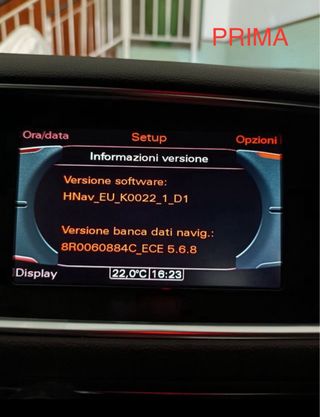 PRIMA
Ora/data Setup Opzioni
Informazioni versione
Versione software:
HNav_EU_K0022_1_D1
Versione banca dati navig.:
8R0060884C_ECE 5.6.8
Display 22,0°C 16:23